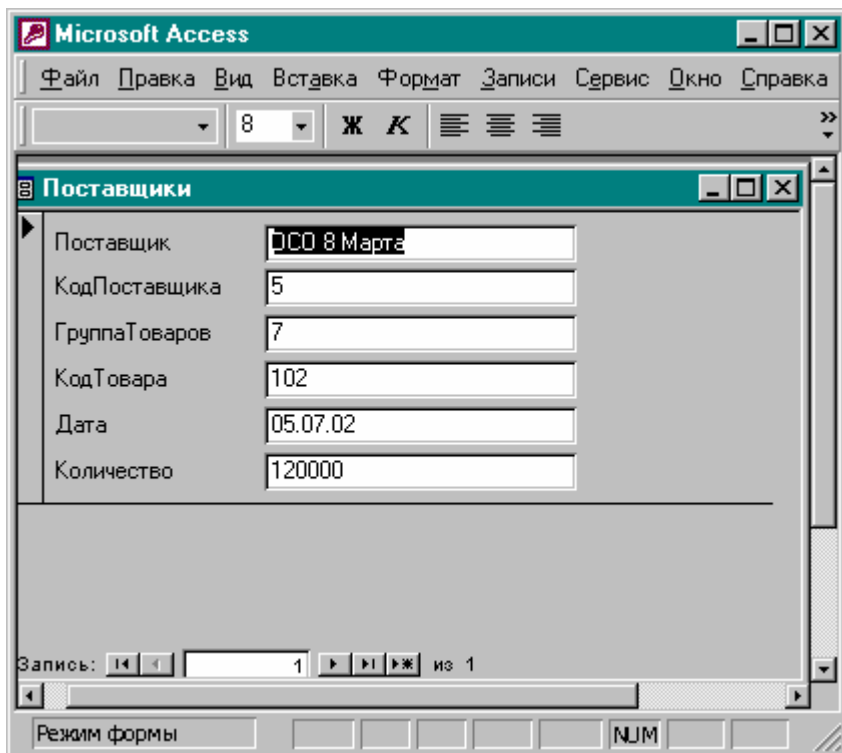 Microsoft Access
Файл Правка Вид Вставка Формат Записи Сервис Окно Справка
8 Ж К
Поставщики
Поставщик ОСО 8 Марта
КодПоставщика 5
ГруппаТоваров 7
КодТовара 102
Дата 05.07.02
Количество 120000
Запись: 1 из 1
Режим формы NUM